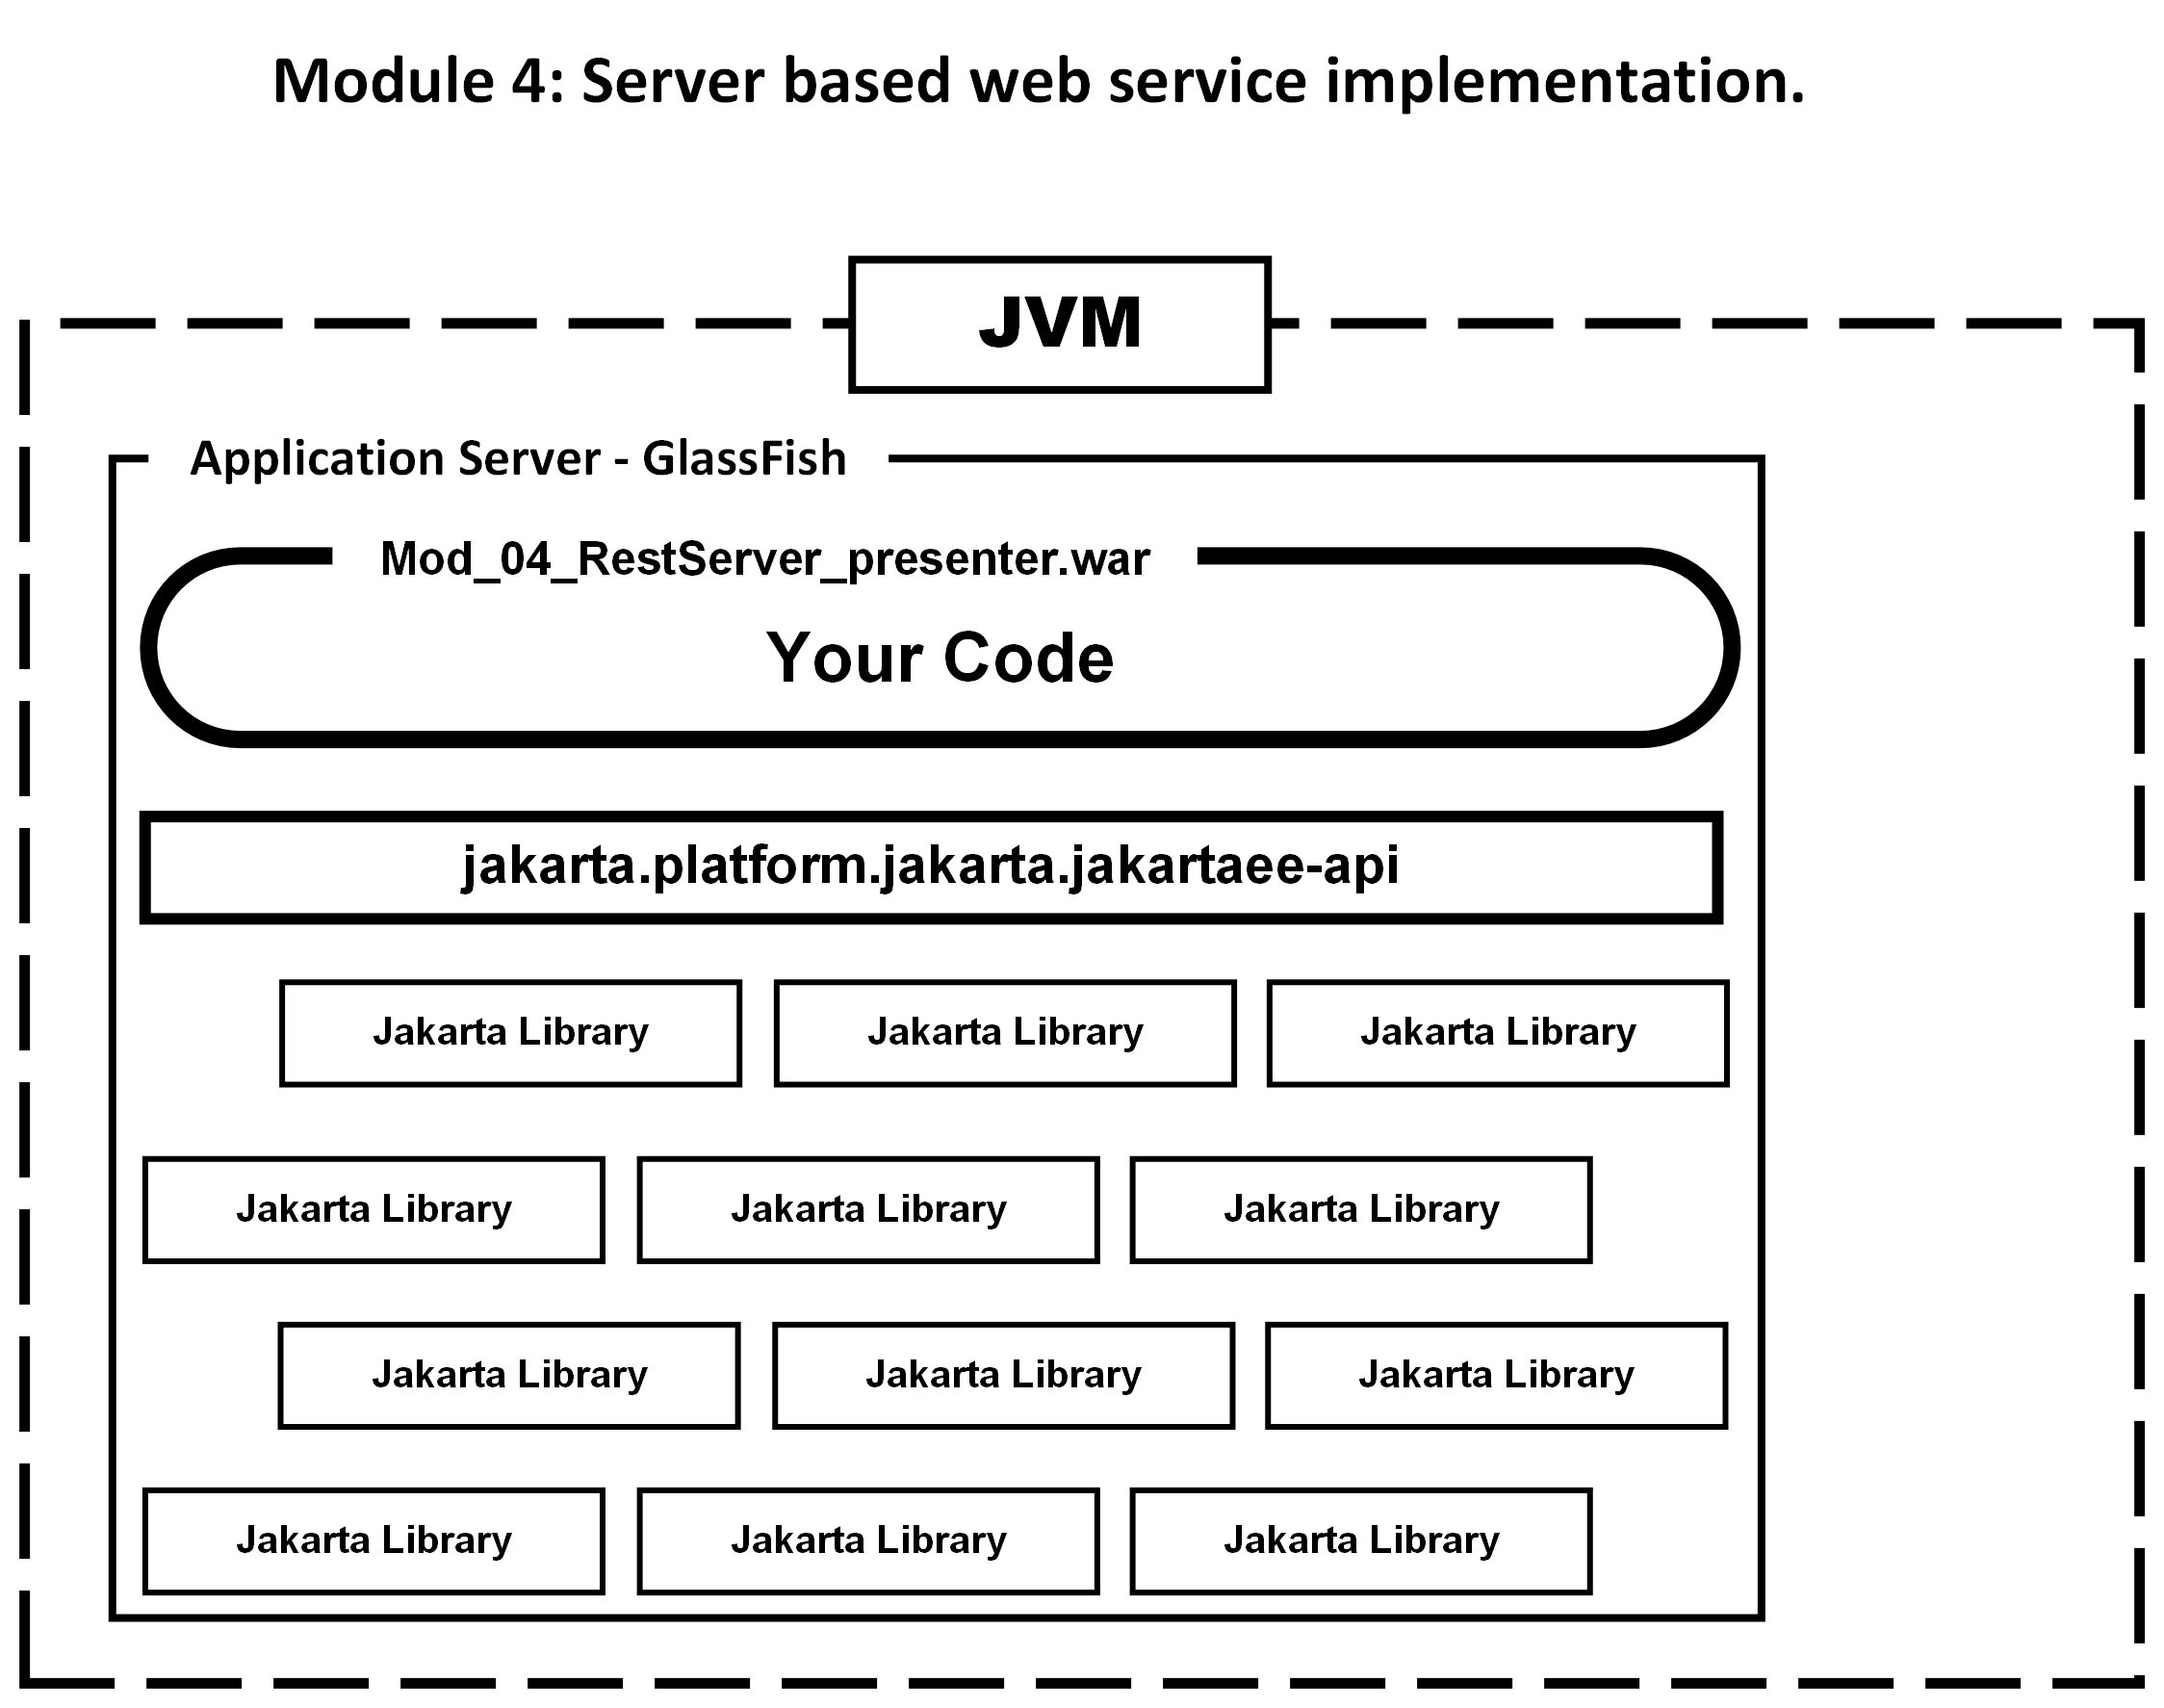 Module 4: Server based web service implementation.
JVM
Application Server - GlassFish
Mod_04_RestServer_presenter.war
Your Code
jakarta.platform.jakarta.jakartaee-api
Jakarta Library Jakarta Library Jakarta Library
Jakarta Library Jakarta Library Jakarta Library
Jakarta Library Jakarta Library Jakarta Library
Jakarta Library Jakarta Library Jakarta Library